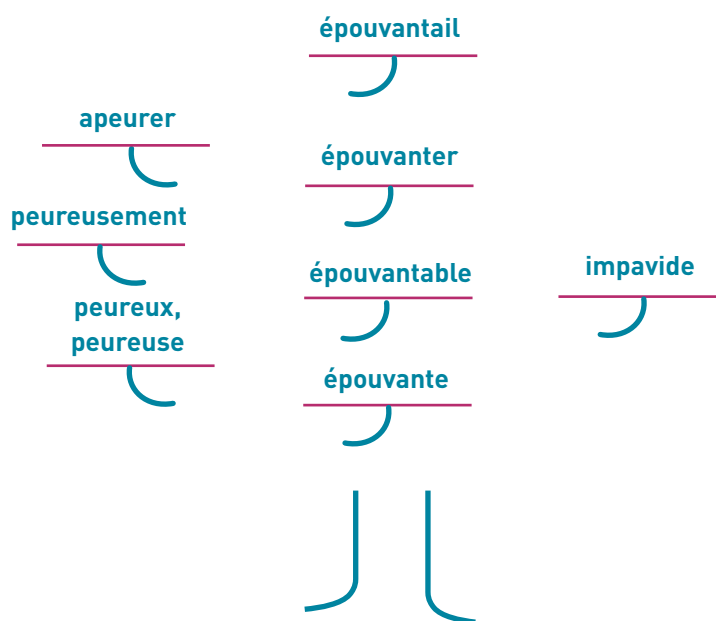 épouvantail
apeurer
épouvanter
peureusement
épouvantable
impavide
peureux,
peureuse
épouvante